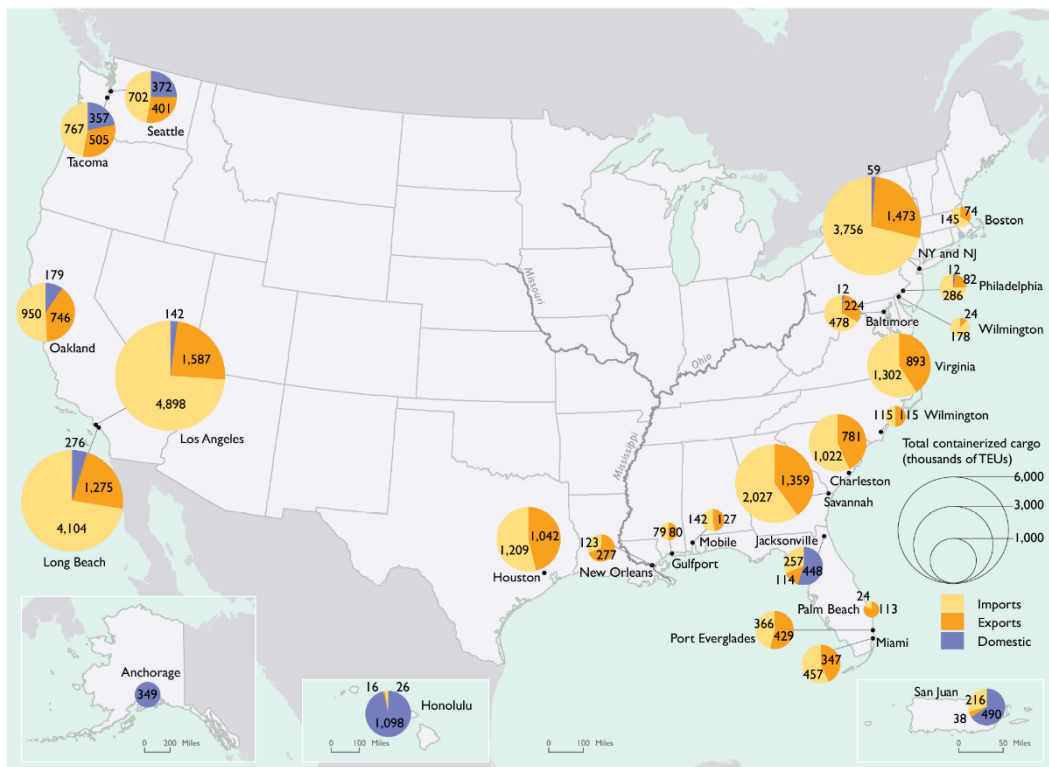 702
372
401
Seattle
767
357
505
Tacoma
179
950
746
Oakland
142
1,587
4,898
Los Angeles
276
1,275
4,104
Long Beach
Missouri
Mississippi
Ohio
59
1,473
3,756
NY and NJ
74
145
Boston
12
82
286
Philadelphia
12
224
478
Baltimore
24
178
Wilmington
893
1,302
Virginia
115
115
Wilmington
781
1,022
Charleston
1,359
2,027
Savannah
Total containerized cargo
(thousands of TEUs)
6,000
3,000
1,000
Imports
Exports
Domestic
1,042
1,209
Houston
123
277
New Orleans
79
80
Gulfport
142
127
Mobile
Jacksonville
257
448
114
24
113
Palm Beach
366
429
Port Everglades
347
457
Miami
Anchorage
349
0 200 Miles
16
26
1,098
Honolulu
0 100 Miles
0 100 Miles
San Juan
216
490
38
0 50 Miles